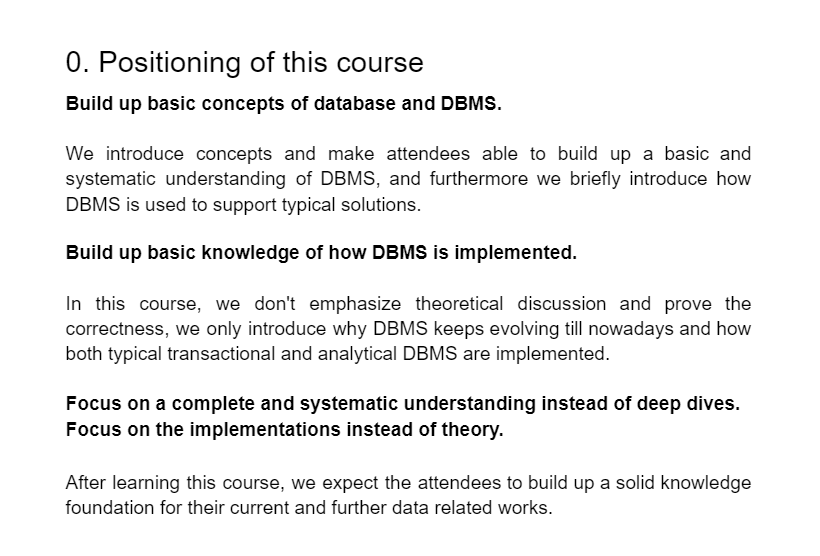 0. Positioning of this course
Build up basic concepts of database and DBMS.
We introduce concepts and make attendees able to build up a basic and
systematic understanding of DBMS, and furthermore we briefly introduce how
DBMS is used to support typical solutions.
Build up basic knowledge of how DBMS is implemented.
In this course, we don't emphasize theoretical discussion and prove the
correctness, we only introduce why DBMS keeps evolving till nowadays and how
both typical transactional and analytical DBMS are implemented.
Focus on a complete and systematic understanding instead of deep dives.
Focus on the implementations instead of theory.
After learning this course, we expect the attendees to build up a solid knowledge
foundation for their current and further data related works.